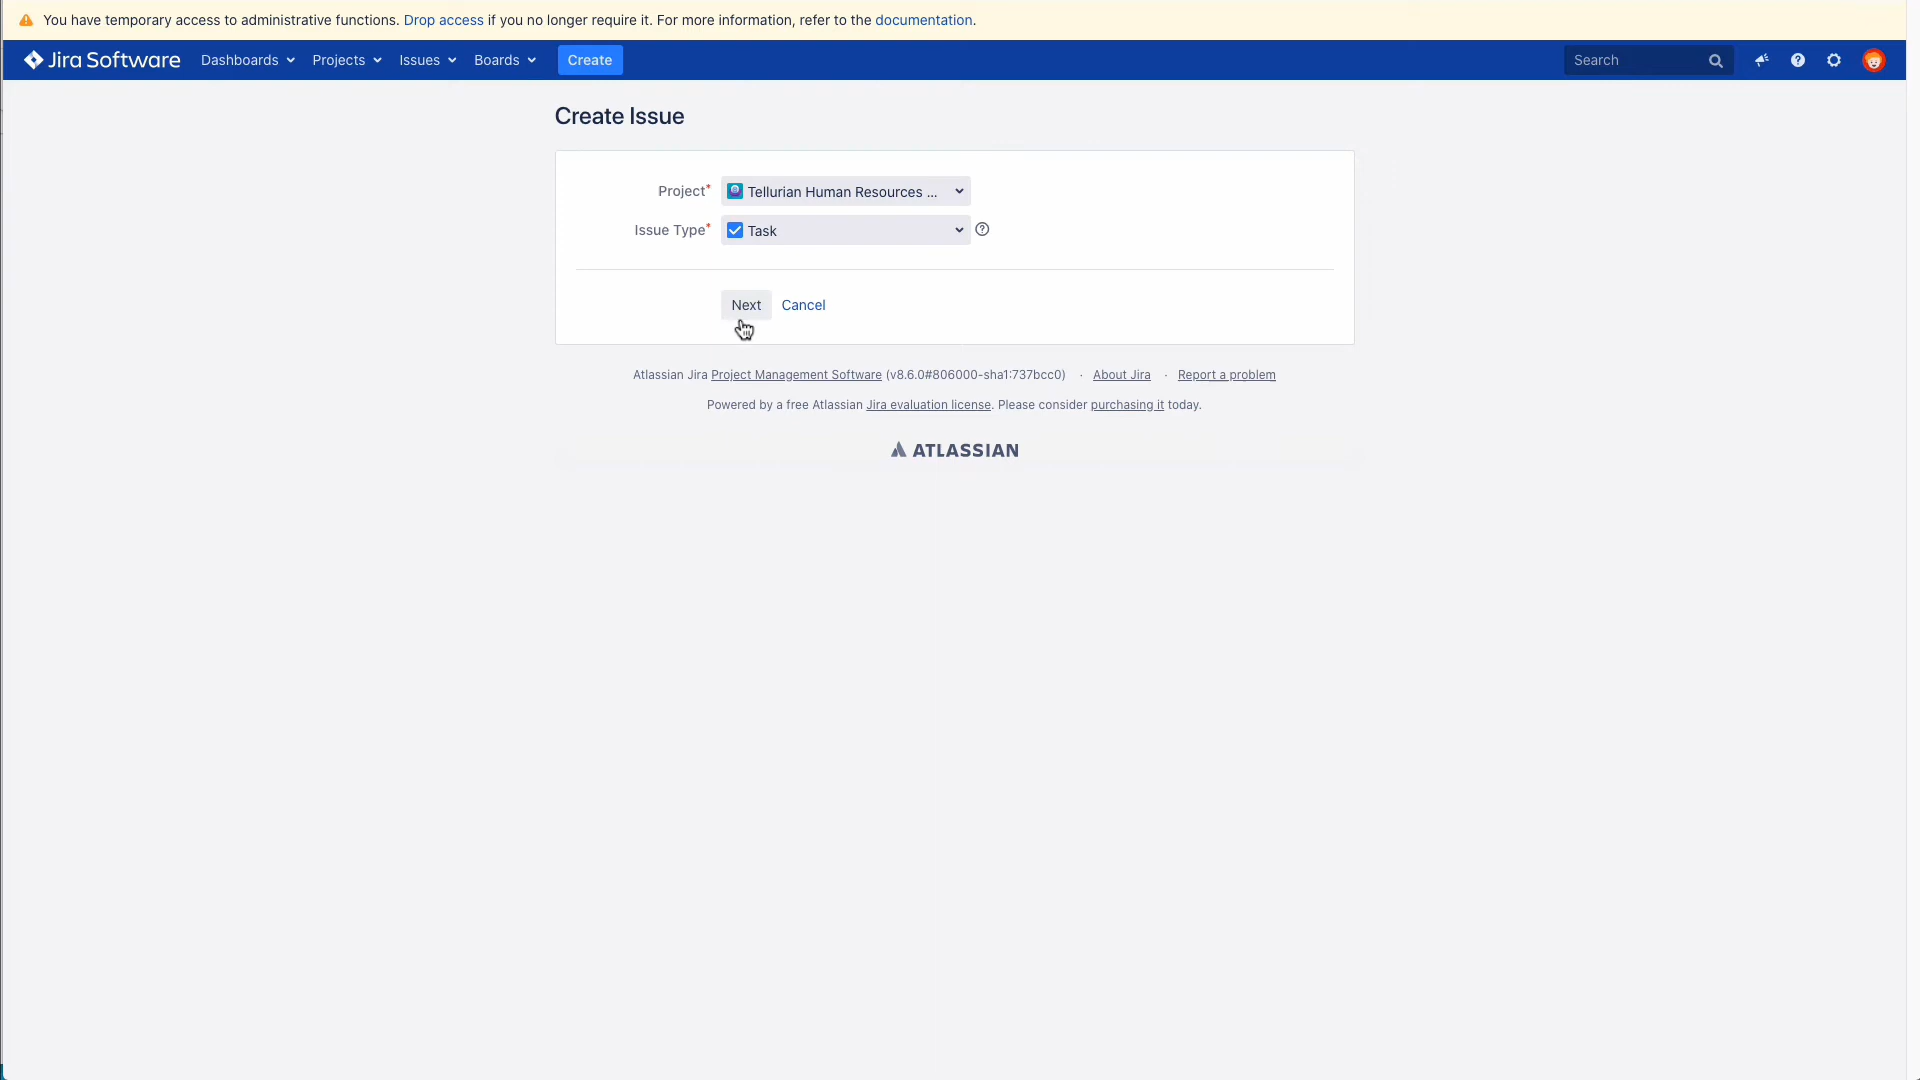 You have temporary access to administrative functions. Drop access if you no longer require it. For more information, refer to the documentation.
Jira Software Dashboards Projects Issues Boards Create Search
Create Issue
Project* Tellurian Human Resources ...
Issue Type* Task
Next Cancel
Atlassian Jira Project Management Software (v8.6.0#806000-sha1:737bcc0) · About Jira · Report a problem
Powered by a free Atlassian Jira evaluation license. Please consider purchasing it today.
ATLASSIAN